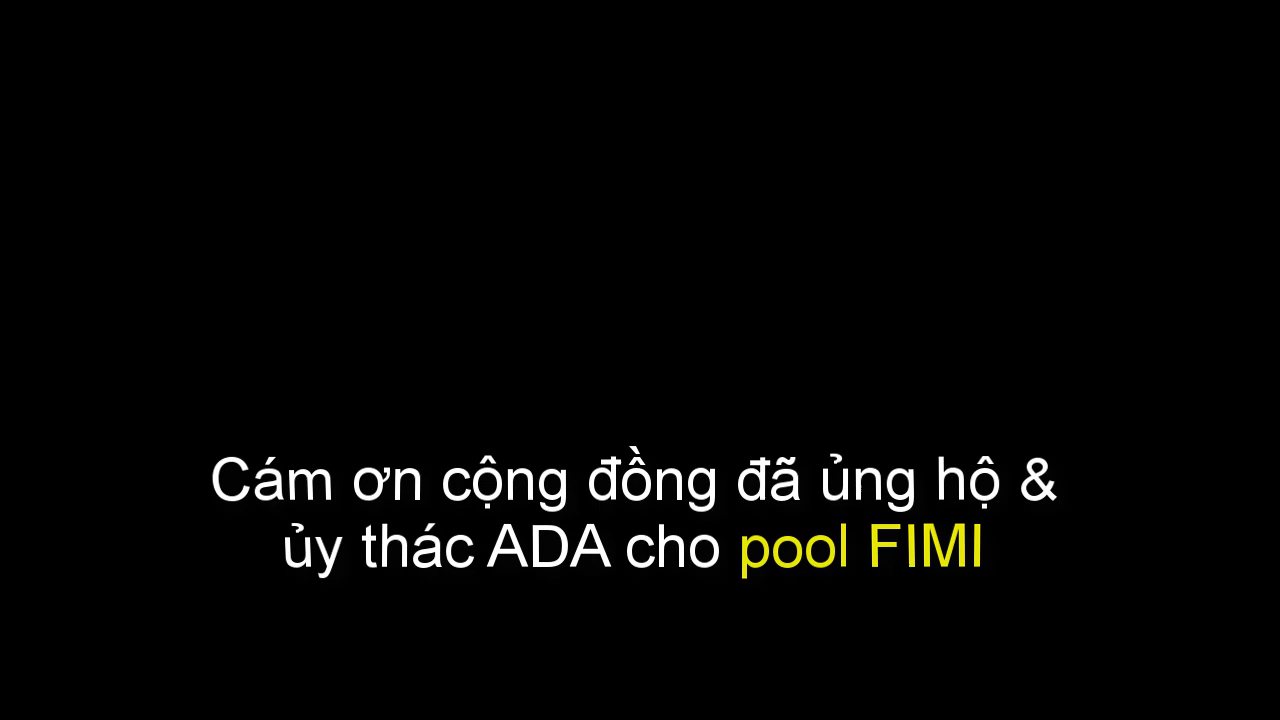 Cám ơn cộng đồng đã ủng hộ &
ủy thác ADA cho pool FIMI